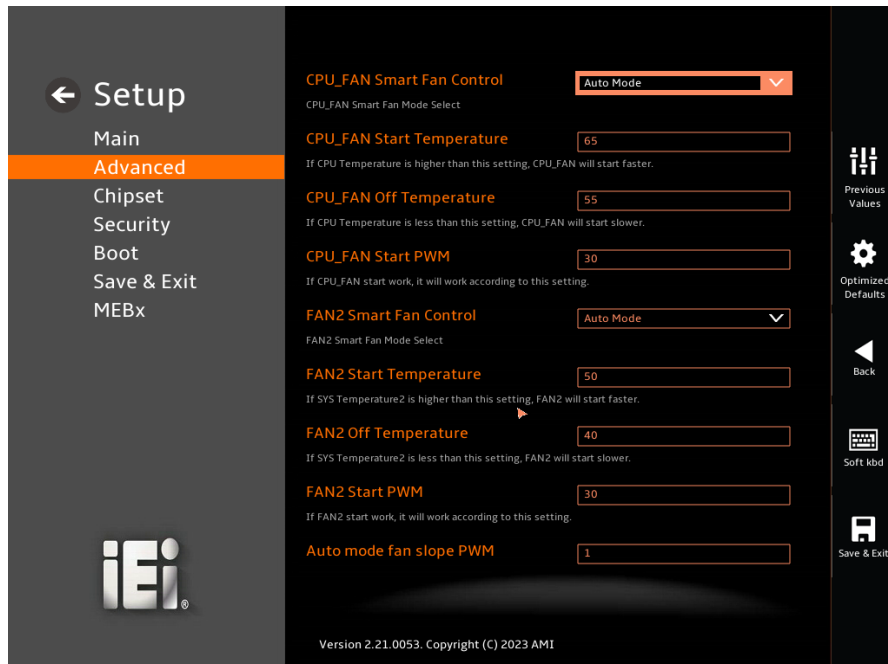 Setup
Main
Advanced
Chipset
Security
Boot
Save & Exit
MEBx
iEi®
CPU_FAN Smart Fan Control
Auto Mode
CPU_FAN Smart Fan Mode Select
CPU_FAN Start Temperature
65
If CPU Temperature is higher than this setting, CPU_FAN will start faster.
CPU_FAN Off Temperature
55
If CPU Temperature is less than this setting, CPU_FAN will start slower.
CPU_FAN Start PWM
30
If CPU_FAN start work, it will work according to this setting.
FAN2 Smart Fan Control
Auto Mode
FAN2 Smart Fan Mode Select
FAN2 Start Temperature
50
If SYS Temperature2 is higher than this setting, FAN2 will start faster.
FAN2 Off Temperature
40
If SYS Temperature2 is less than this setting, FAN2 will start slower.
FAN2 Start PWM
30
If FAN2 start work, it will work according to this setting.
Auto mode fan slope PWM
1
Version 2.21.0053. Copyright (C) 2023 AMI
Previous
Values
Optimized
Defaults
Back
Soft kbd
Save & Exit